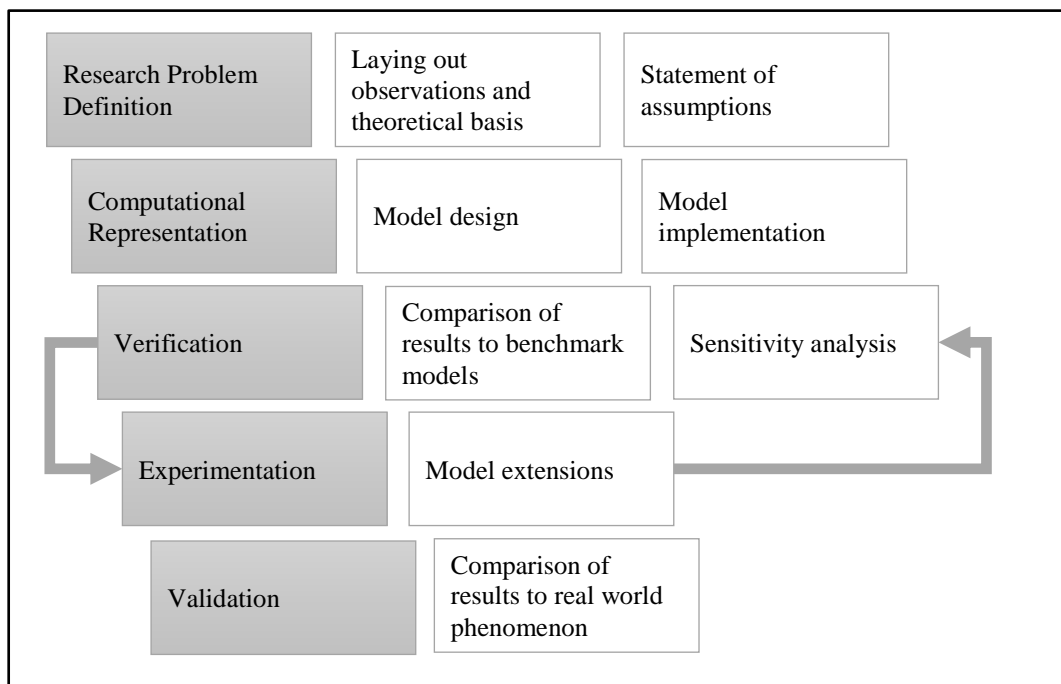 Research Problem
Definition
Laying out
observations and
theoretical basis
Statement of
assumptions
Computational
Representation
Model design
Model
implementation
Verification
Comparison of
results to benchmark
models
Sensitivity analysis
Experimentation
Model extensions
Validation
Comparison of
results to real world
phenomenon